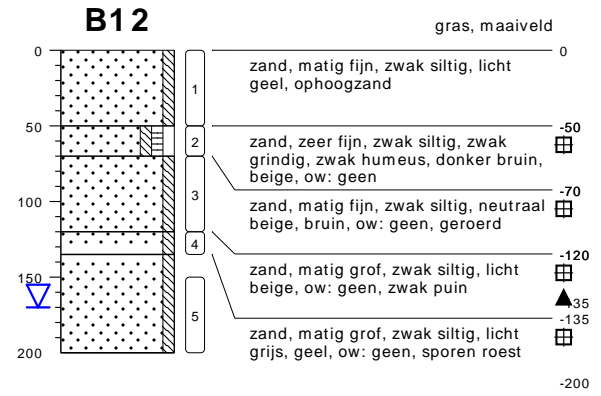 B12
gras, maaiveld
0
0
zand, matig fijn, zwak siltig, licht
geel, ophoogzand
1
50
-50
2
zand, zeer fijn, zwak siltig, zwak
grindig, zwak humeus, donker bruin,
beige, ow: geen
-70
3
100
zand, matig fijn, zwak siltig, neutraal
beige, bruin, ow: geen, geroerd
4
-120
150
zand, matig grof, zwak siltig, licht
beige, ow: geen, zwak puin
-135
5
zand, matig grof, zwak siltig, licht
grijs, geel, ow: geen, sporen roest
200
-200